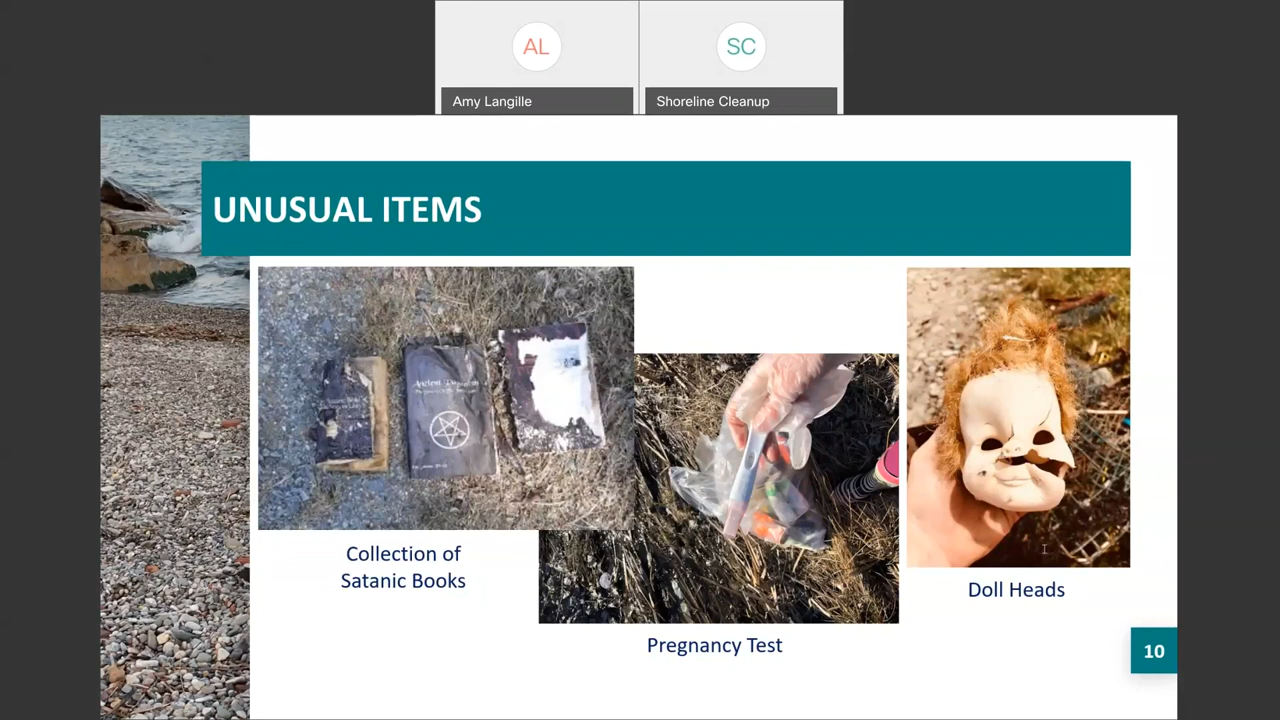 AL
SC
Amy Langille
Shoreline Cleanup
UNUSUAL ITEMS
Ancient
Collection of
Satanic Books
Pregnancy Test
Doll Heads
10